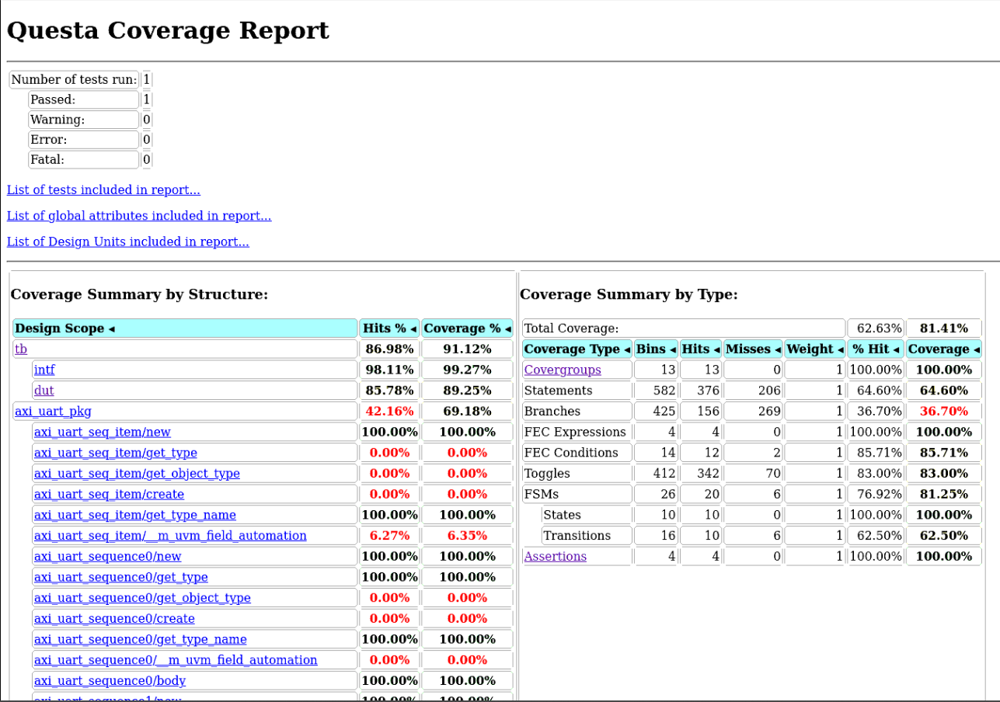 Questa Coverage Report
Number of tests run: 1
Passed: 1
Warning: 0
Error: 0
Fatal: 0
List of tests included in report...
List of global attributes included in report...
List of Design Units included in report...
Coverage Summary by Structure:
Design Scope ◂ Hits % ◂ Coverage % ◂
tb 86.98% 91.12%
intf 98.11% 99.27%
dut 85.78% 89.25%
axi_uart_pkg 42.16% 69.18%
axi_uart_seq_item/new 100.00% 100.00%
axi_uart_seq_item/get_type 0.00% 0.00%
axi_uart_seq_item/get_object_type 0.00% 0.00%
axi_uart_seq_item/create 0.00% 0.00%
axi_uart_seq_item/get_type_name 100.00% 100.00%
axi_uart_seq_item/__m_uvm_field_automation 6.27% 6.35%
axi_uart_sequence0/new 100.00% 100.00%
axi_uart_sequence0/get_type 100.00% 100.00%
axi_uart_sequence0/get_object_type 0.00% 0.00%
axi_uart_sequence0/create 0.00% 0.00%
axi_uart_sequence0/get_type_name 100.00% 100.00%
axi_uart_sequence0/__m_uvm_field_automation 0.00% 0.00%
axi_uart_sequence0/body 100.00% 100.00%
axi_uart_sequence1/new 100.00% 100.00%
Coverage Summary by Type:
Total Coverage: 62.63% 81.41%
Coverage Type ◂ Bins ◂ Hits ◂ Misses ◂ Weight ◂ % Hit ◂ Coverage ◂
Covergroups 13 13 0 1 100.00% 100.00%
Statements 582 376 206 1 64.60% 64.60%
Branches 425 156 269 1 36.70% 36.70%
FEC Expressions 4 4 0 1 100.00% 100.00%
FEC Conditions 14 12 2 1 85.71% 85.71%
Toggles 412 342 70 1 83.00% 83.00%
FSMs 26 20 6 1 76.92% 81.25%
States 10 10 0 1 100.00% 100.00%
Transitions 16 10 6 1 62.50% 62.50%
Assertions 4 4 0 1 100.00% 100.00%